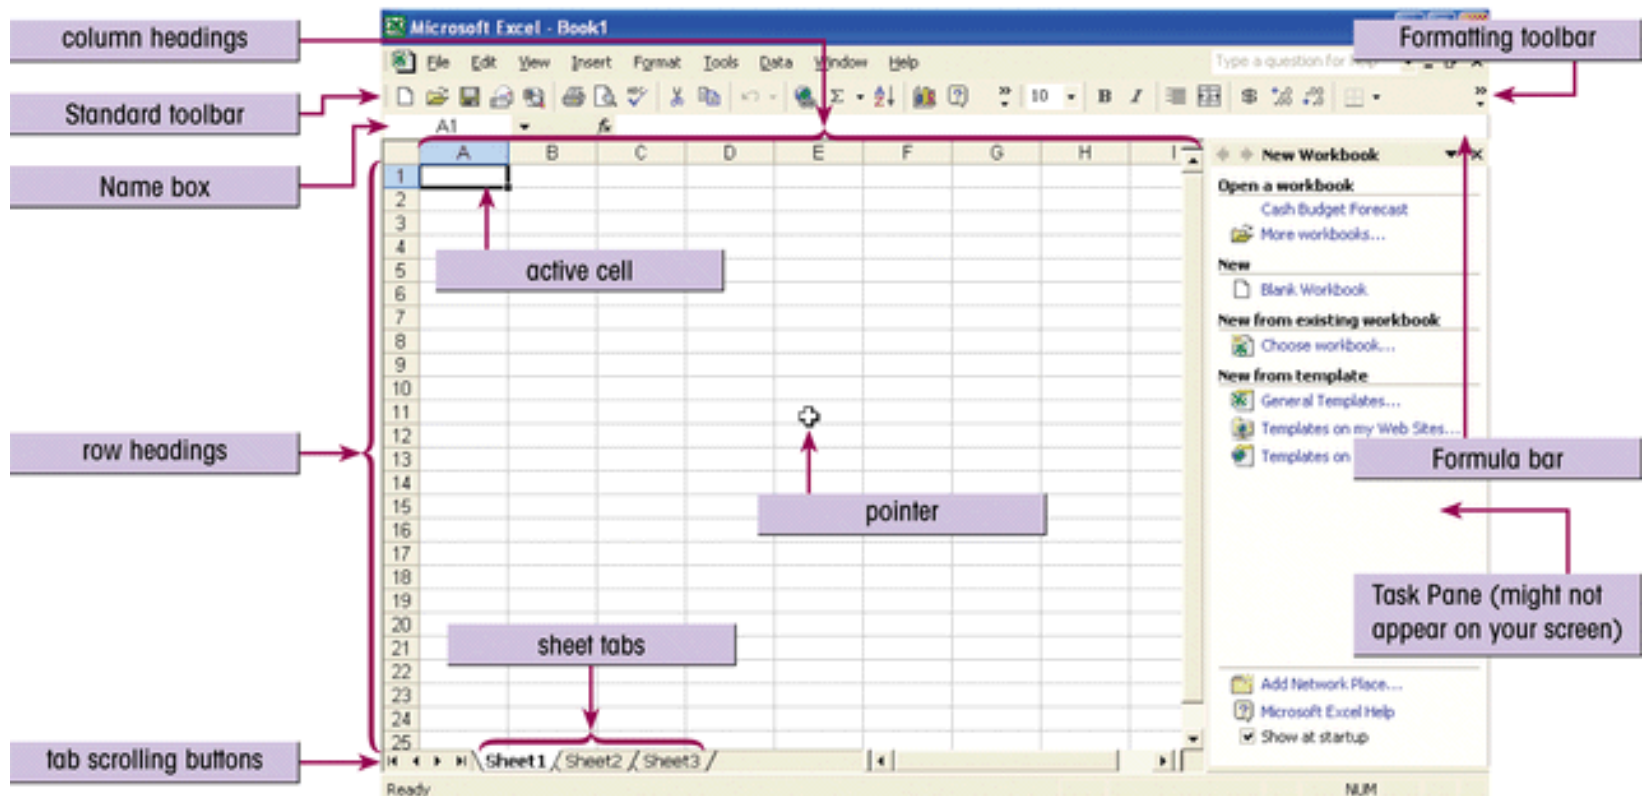 column headings
Microsoft Excel - Book1
Formatting toolbar
File Edit View Insert Format Tools Data Window Help
Type a question for help
Standard toolbar
10 B I
Name box
A1
fx
A B C D E F G H I
New Workbook
1
2
3
4
5
6
7
8
9
10
11
12
13
14
15
16
17
18
19
20
21
22
23
24
25
active cell
row headings
pointer
sheet tabs
Open a workbook
Cash Budget Forecast
More workbooks...
New
Blank Workbook
New from existing workbook
Choose workbook...
New from template
General Templates...
Templates on my Web Sites...
Templates on
Formula bar
Task Pane (might not
appear on your screen)
Add Network Place...
Microsoft Excel Help
Show at startup
tab scrolling buttons
Sheet1 Sheet2 Sheet3
Ready
NUM